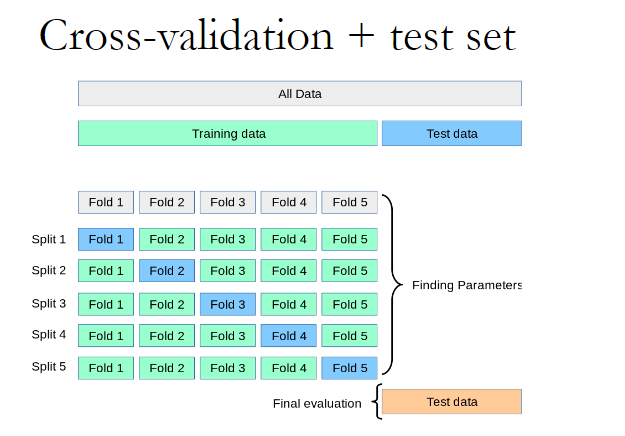 Cross-validation + test set
All Data
Training data Test data
Fold 1 Fold 2 Fold 3 Fold 4 Fold 5
Split 1 Fold 1 Fold 2 Fold 3 Fold 4 Fold 5
Split 2 Fold 1 Fold 2 Fold 3 Fold 4 Fold 5
Finding Parameters
Split 3 Fold 1 Fold 2 Fold 3 Fold 4 Fold 5
Split 4 Fold 1 Fold 2 Fold 3 Fold 4 Fold 5
Split 5 Fold 1 Fold 2 Fold 3 Fold 4 Fold 5
Final evaluation Test data